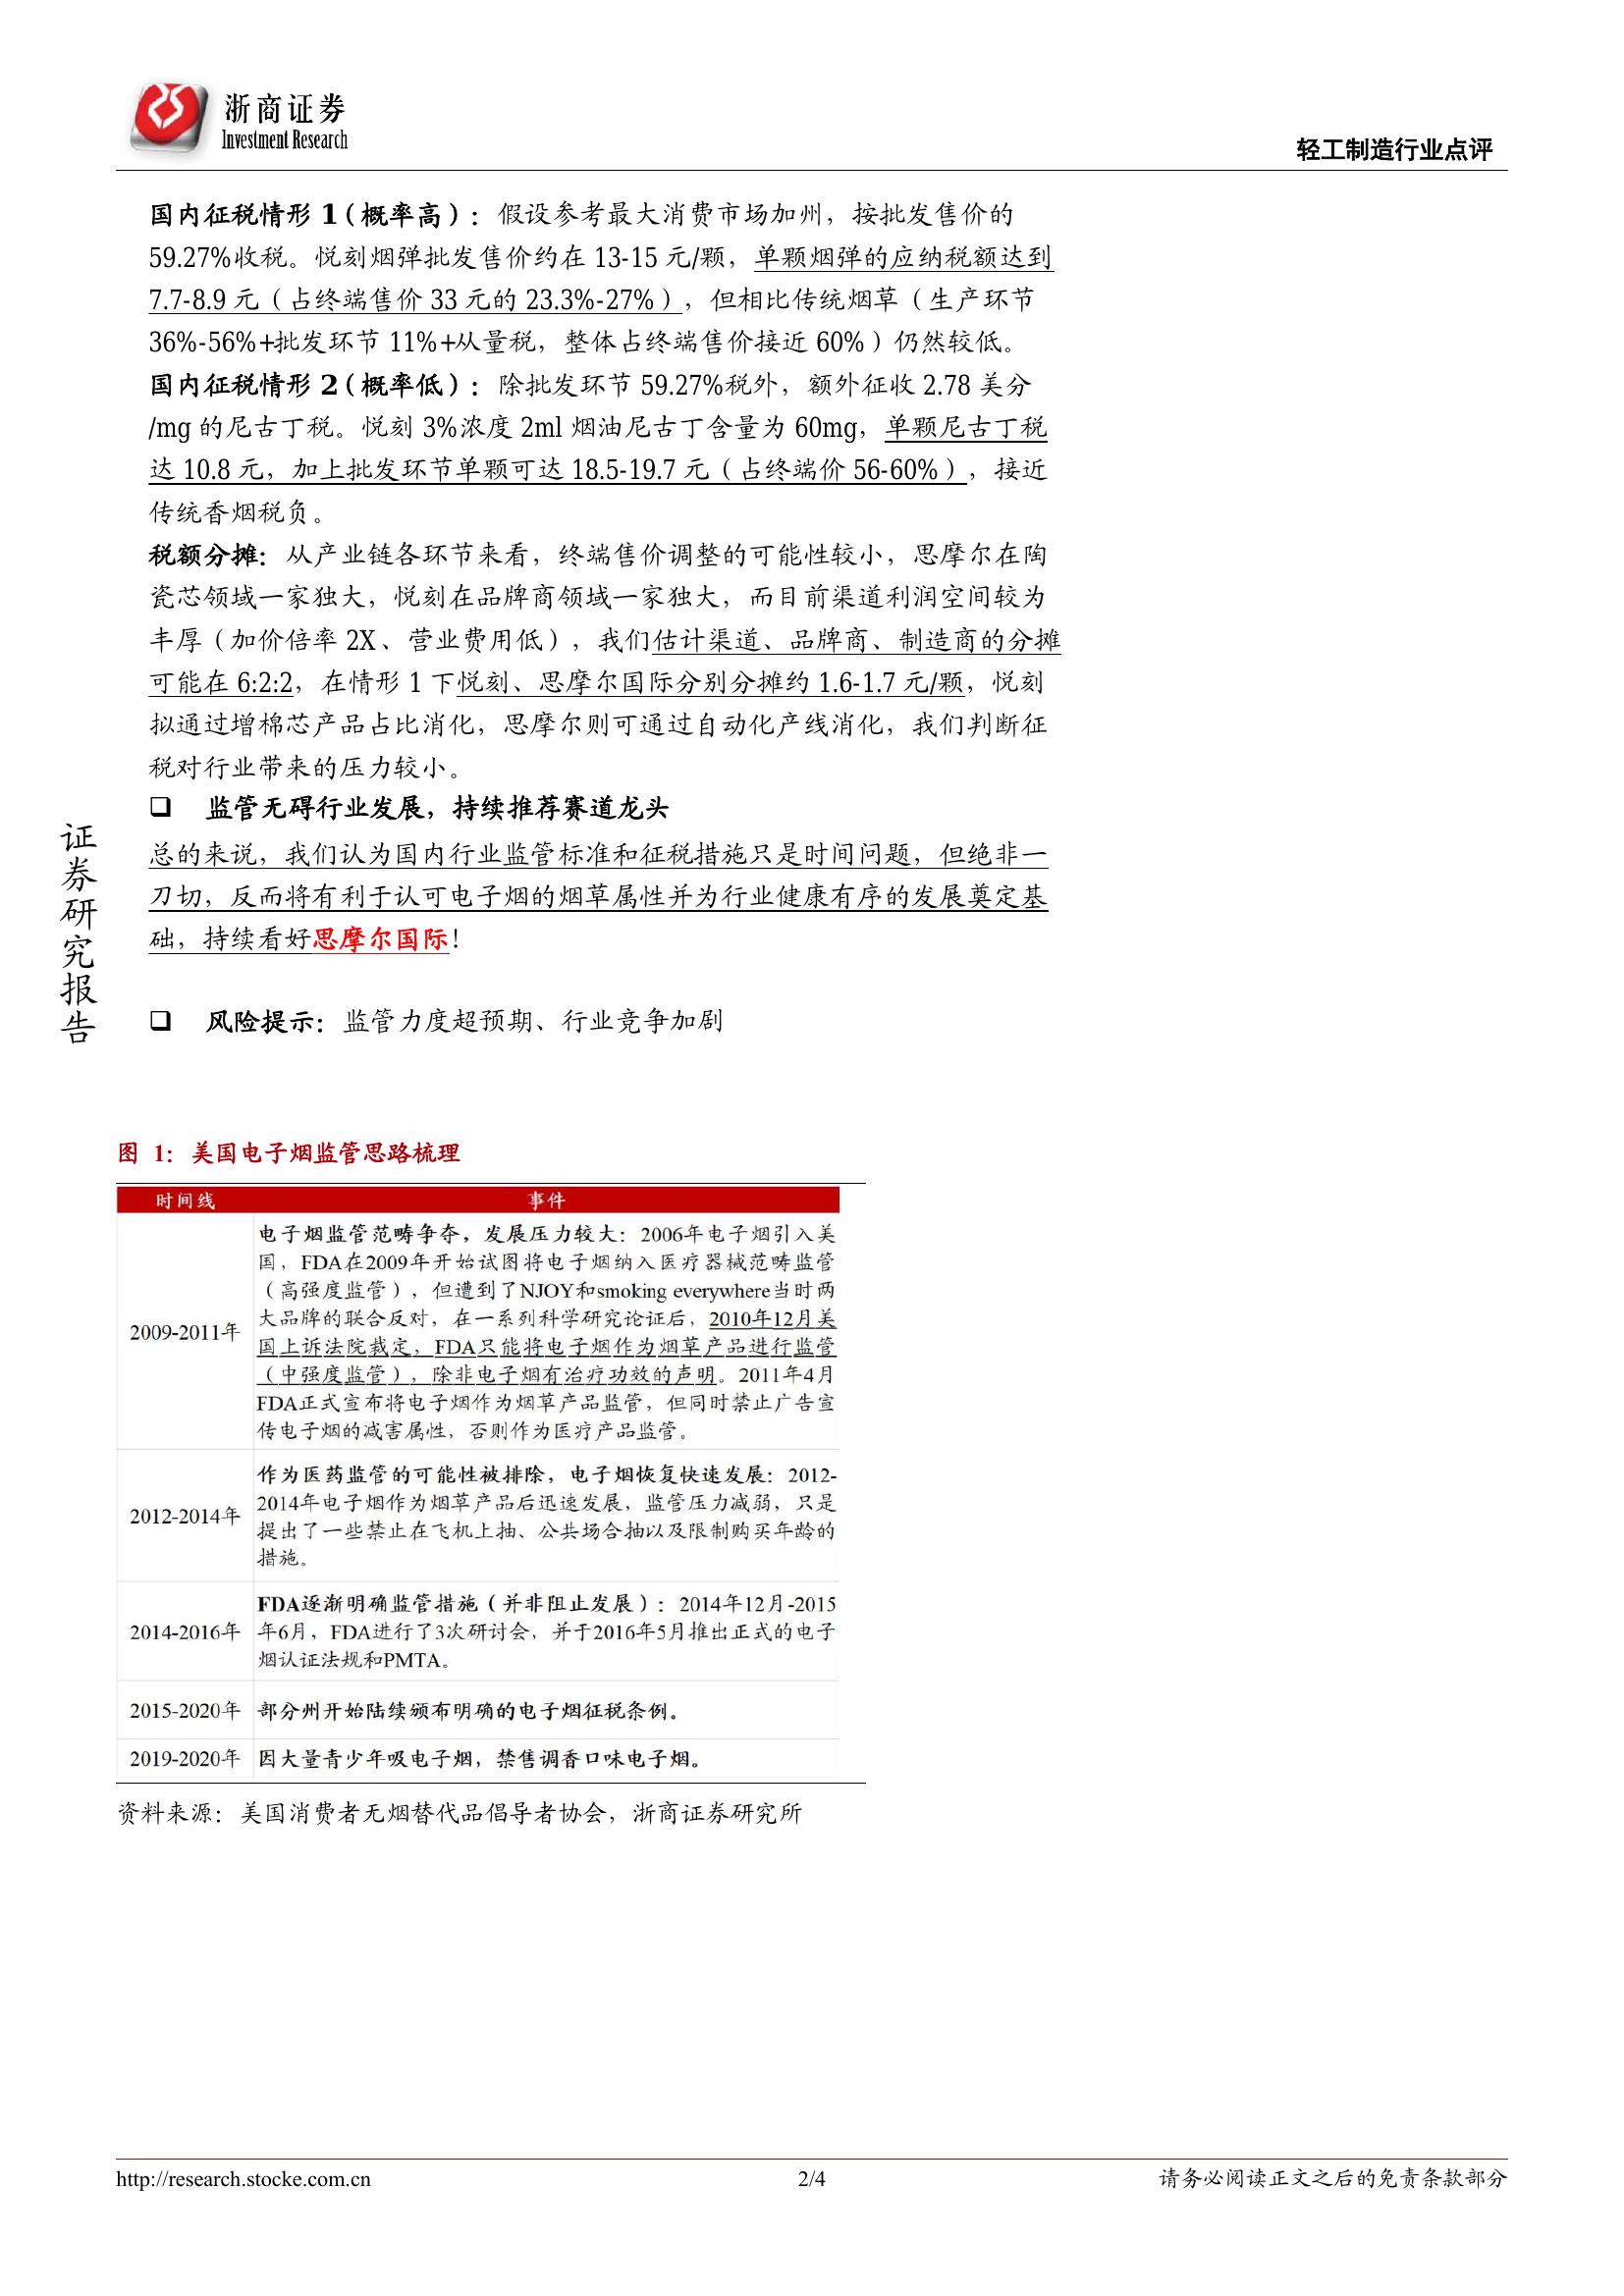 浙商证券
Investment Research
轻工制造行业点评
国内征税情形 1（概率高）：假设参考最大消费市场加州，按批发售价的
59.27%收税。悦刻烟弹批发售价约在 13-15 元/颗，单颗烟弹的应纳税额达到
7.7-8.9 元（占终端售价 33 元的 23.3%-27%），但相比传统烟草（生产环节
36%-56%+批发环节 11%+从量税，整体占终端售价接近 60%）仍然较低。
国内征税情形 2（概率低）：除批发环节 59.27%税外，额外征收 2.78 美分
/mg 的尼古丁税。悦刻 3%浓度 2ml 烟油尼古丁含量为 60mg，单颗尼古丁税
达 10.8 元，加上批发环节单颗可达 18.5-19.7 元（占终端价 56-60%），接近
传统香烟税负。
税额分摊：从产业链各环节来看，终端售价调整的可能性较小，思摩尔在陶
瓷芯领域一家独大，悦刻在品牌商领域一家独大，而目前渠道利润空间较为
丰厚（加价倍率 2X、营业费用低），我们估计渠道、品牌商、制造商的分摊
可能在 6:2:2，在情形 1 下悦刻、思摩尔国际分别分摊约 1.6-1.7 元/颗，悦刻
拟通过增棉芯产品占比消化，思摩尔则可通过自动化产线消化，我们判断征
税对行业带来的压力较小。
❑ 监管无碍行业发展，持续推荐赛道龙头
总的来说，我们认为国内行业监管标准和征税措施只是时间问题，但绝非一
刀切，反而将有利于认可电子烟的烟草属性并为行业健康有序的发展奠定基
础，持续看好思摩尔国际！
❑ 风险提示：监管力度超预期、行业竞争加剧
证券研究报告
图 1：美国电子烟监管思路梳理
时间线 事件
2009-2011年
电子烟监管范畴争夺，发展压力较大：2006年电子烟引入美
国，FDA在2009年开始试图将电子烟纳入医疗器械范畴监管
（高强度监管），但遭到了NJOY和smoking everywhere当时两
大品牌的联合反对，在一系列科学研究论证后，2010年12月美
国上诉法院裁定，FDA只能将电子烟作为烟草产品进行监管
（中强度监管），除非电子烟有治疗功效的声明。2011年4月
FDA正式宣布将电子烟作为烟草产品监管，但同时禁止广告宣
传电子烟的减害属性，否则作为医疗产品监管。
2012-2014年
作为医药监管的可能性被排除，电子烟恢复快速发展：2012-
2014年电子烟作为烟草产品后迅速发展，监管压力减弱，只是
提出了一些禁止在飞机上抽、公共场合抽以及限制购买年龄的
措施。
2014-2016年
FDA逐渐明确监管措施（并非阻止发展）：2014年12月-2015
年6月，FDA进行了3次研讨会，并于2016年5月推出正式的电子
烟认证法规和PMTA。
2015-2020年 部分州开始陆续颁布明确的电子烟征税条例。
2019-2020年 因大量青少年吸电子烟，禁售调香口味电子烟。
资料来源：美国消费者无烟替代品倡导者协会，浙商证券研究所
http://research.stocke.com.cn 2/4 请务必阅读正文之后的免责条款部分